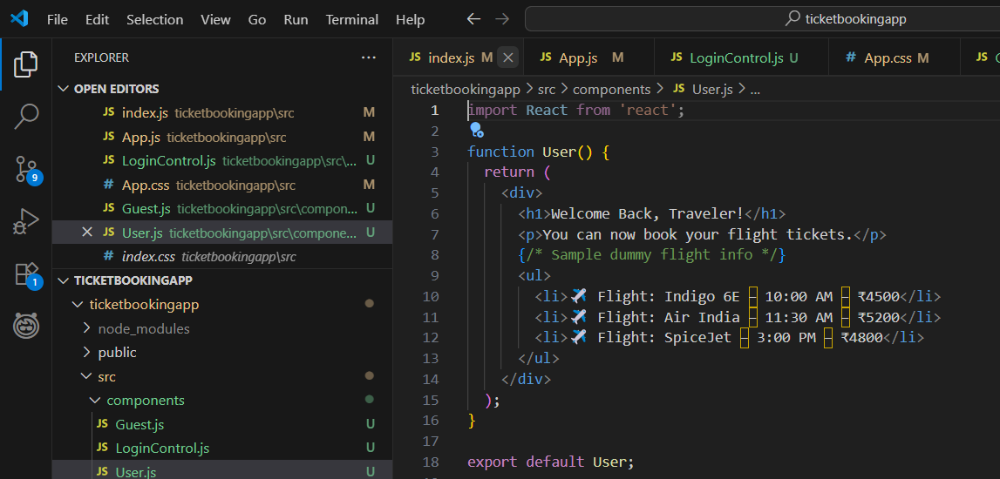 File Edit Selection View Go Run Terminal Help ticketbookingapp
EXPLORER
OPEN EDITORS
JS index.js ticketbookingapp\src M
JS App.js ticketbookingapp\src M
JS LoginControl.js ticketbookingapp\src\... U
# App.css ticketbookingapp\src M
JS Guest.js ticketbookingapp\src\compon... U
JS User.js ticketbookingapp\src\compone... U
# index.css ticketbookingapp\src
TICKETBOOKINGAPP
ticketbookingapp
node_modules
public
src
components
JS Guest.js U
JS LoginControl.js U
JS User.js U
9
1
JS index.js M JS App.js M JS LoginControl.js U # App.css M JS
ticketbookingapp > src > components > JS User.js > ...
1 import React from 'react';
2
3 function User() {
4 return (
5 <div>
6 <h1>Welcome Back, Traveler!</h1>
7 <p>You can now book your flight tickets.</p>
8 {/* Sample dummy flight info */}
9 <ul>
10 <li>✈️ Flight: Indigo 6E – 10:00 AM – ₹4500</li>
11 <li>✈️ Flight: Air India – 11:30 AM – ₹5200</li>
12 <li>✈️ Flight: SpiceJet – 3:00 PM – ₹4800</li>
13 </ul>
14 </div>
15 );
16 }
17
18 export default User;